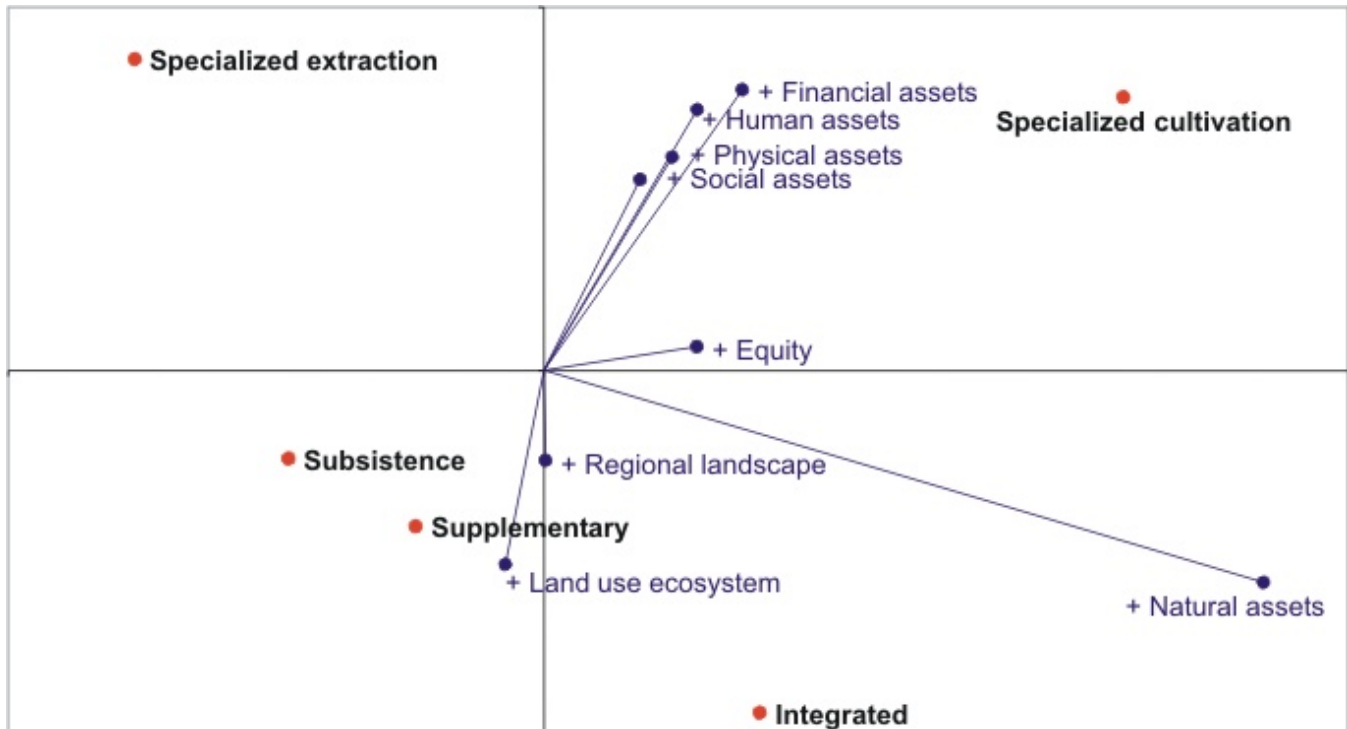 Specialized extraction
+ Financial assets
+ Human assets
Specialized cultivation
+ Physical assets
+ Social assets
+ Equity
Subsistence
+ Regional landscape
Supplementary
+ Land use ecosystem
+ Natural assets
Integrated